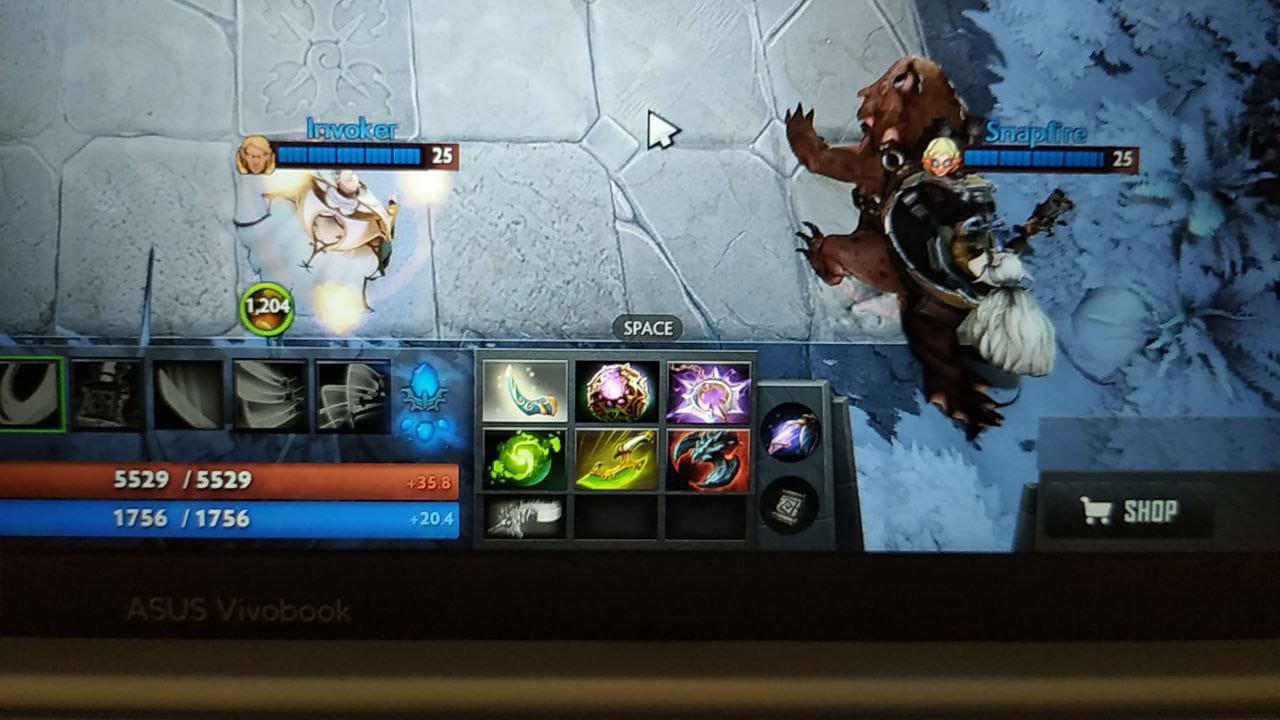 Invoker
25
Snapfire
25
1,204
SPACE
5529 / 5529
+35.8
1756 / 1756
+20.4
SHOP
ASUS Vivobook